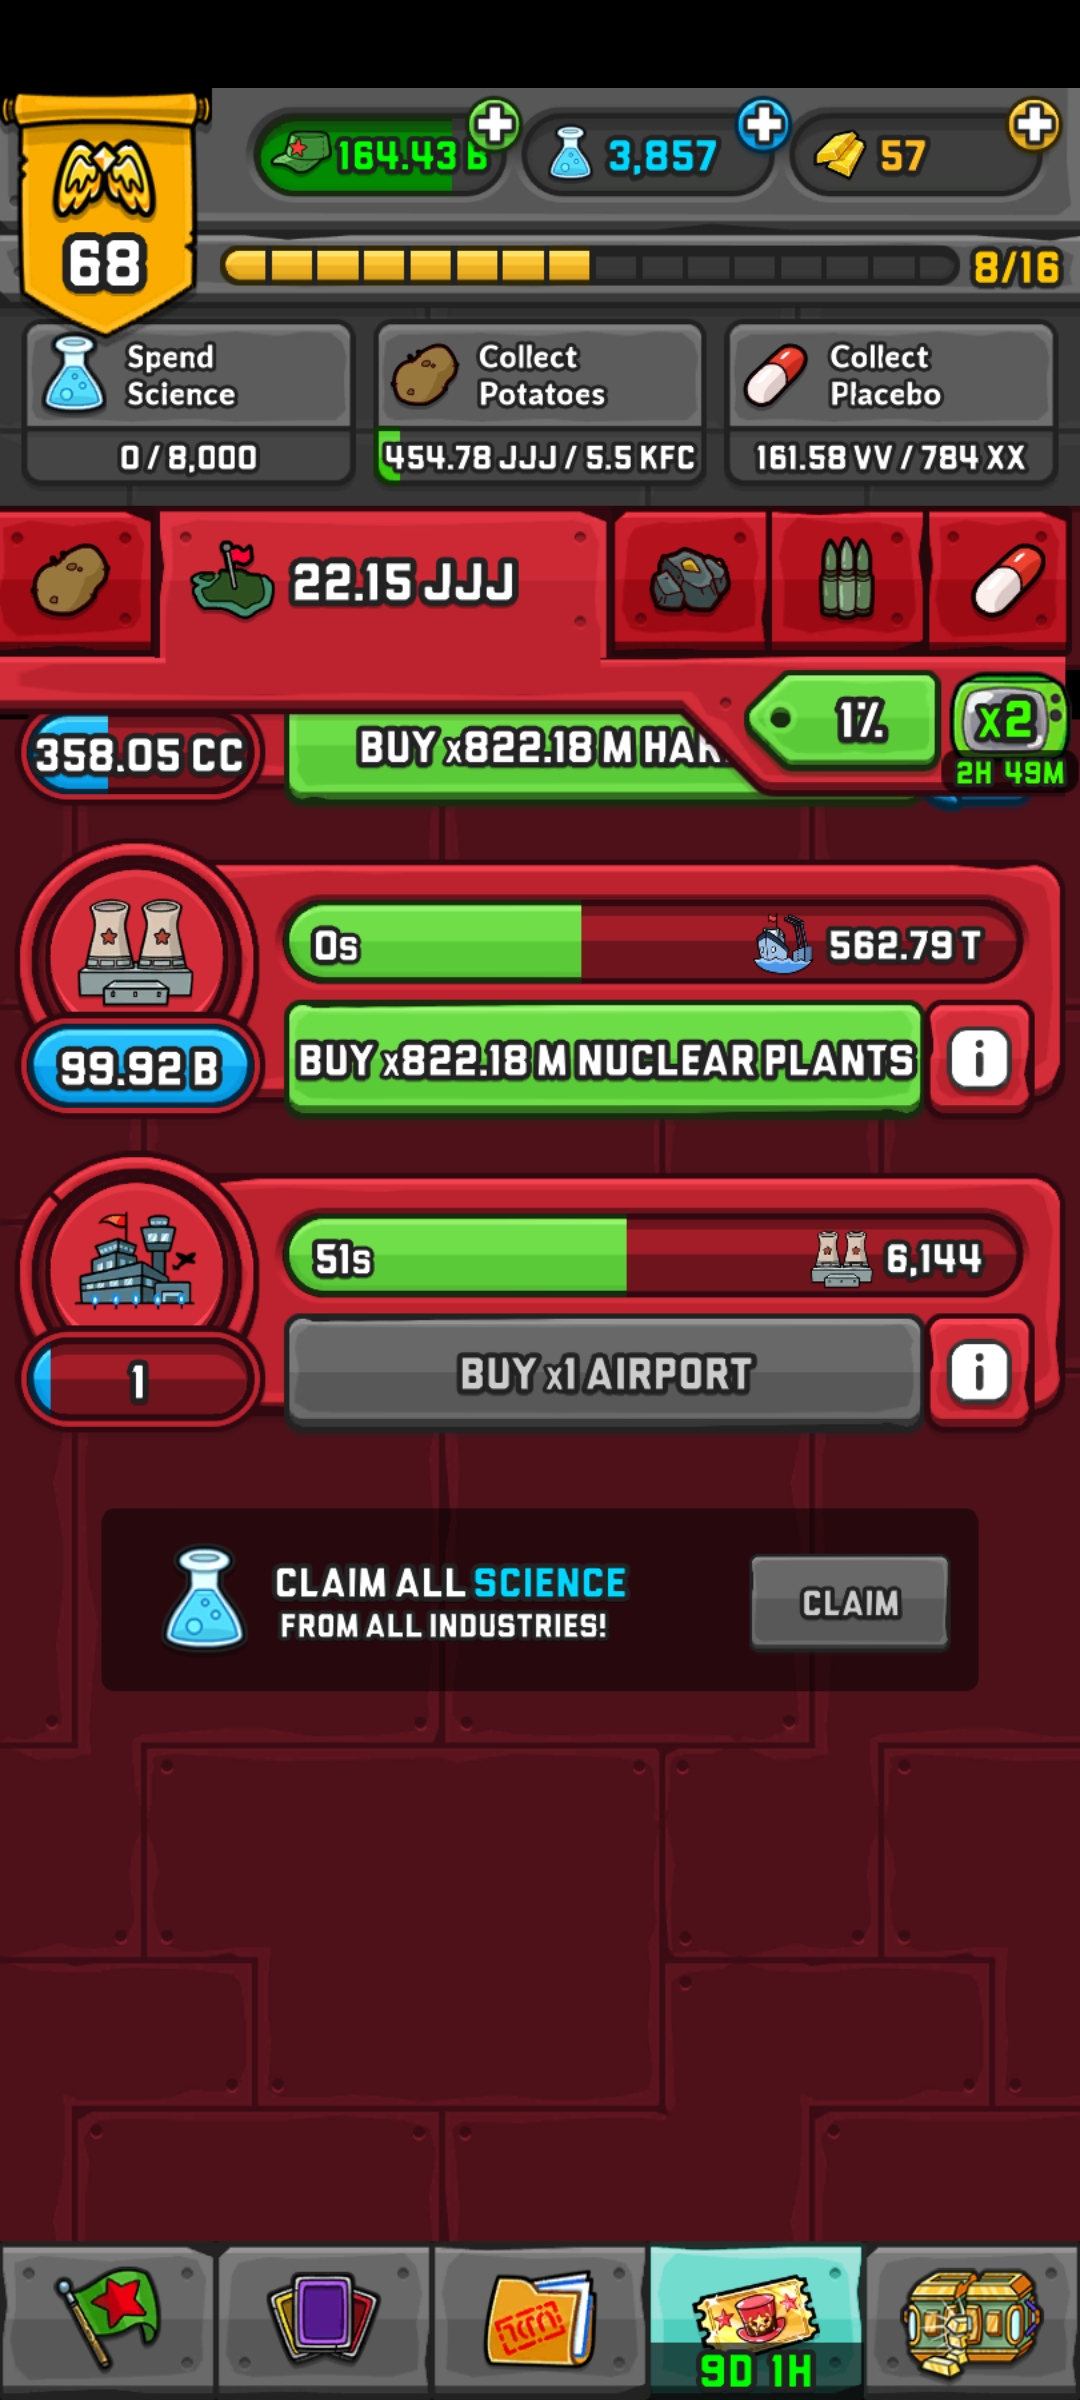 164.43 B
3,857
57
68
8/16
Spend
Science
0 / 8,000
Collect
Potatoes
454.78 JJJ / 5.5 KFC
Collect
Placebo
161.58 VV / 784 XX
22.15 JJJ
1%
x2
2H 49M
358.05 CC
BUY x822.18 M HAR
0s
562.79 T
99.92 B
BUY x822.18 M NUCLEAR PLANTS
i
51s
6,144
1
BUY x1 AIRPORT
i
CLAIM ALL SCIENCE
FROM ALL INDUSTRIES!
CLAIM
9D 1H